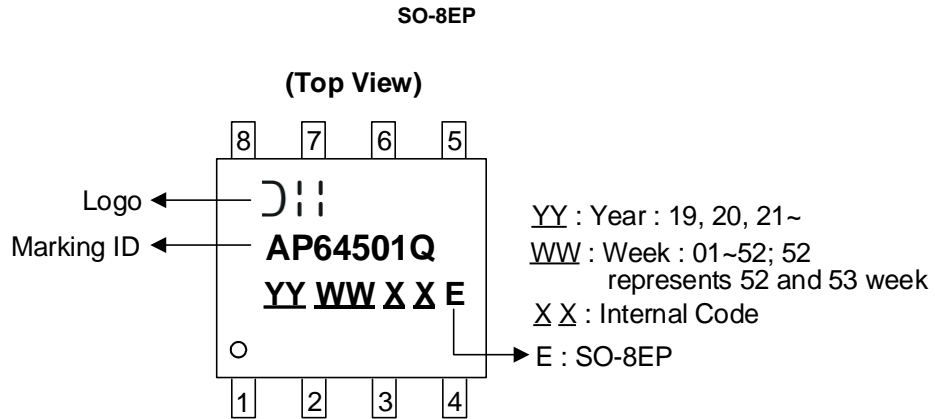 SO-8EP
(Top View)
8 7 6 5
Logo
Marking ID
AP64501Q
YY WW X X E
YY : Year : 19, 20, 21~
WW : Week : 01~52; 52
represents 52 and 53 week
X X : Internal Code
E : SO-8EP
1 2 3 4